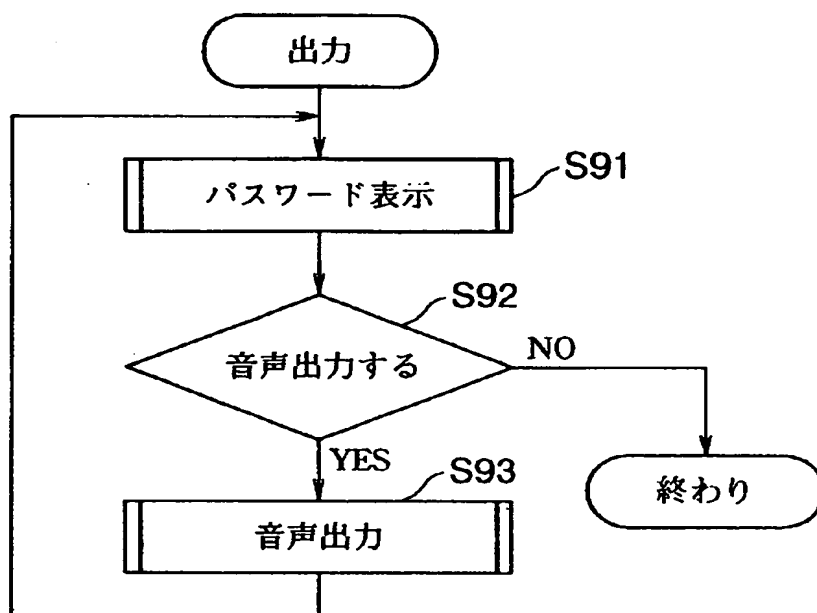 出力
パスワード表示
S91
S92
音声出力する
NO
YES
S93
音声出力
終わり